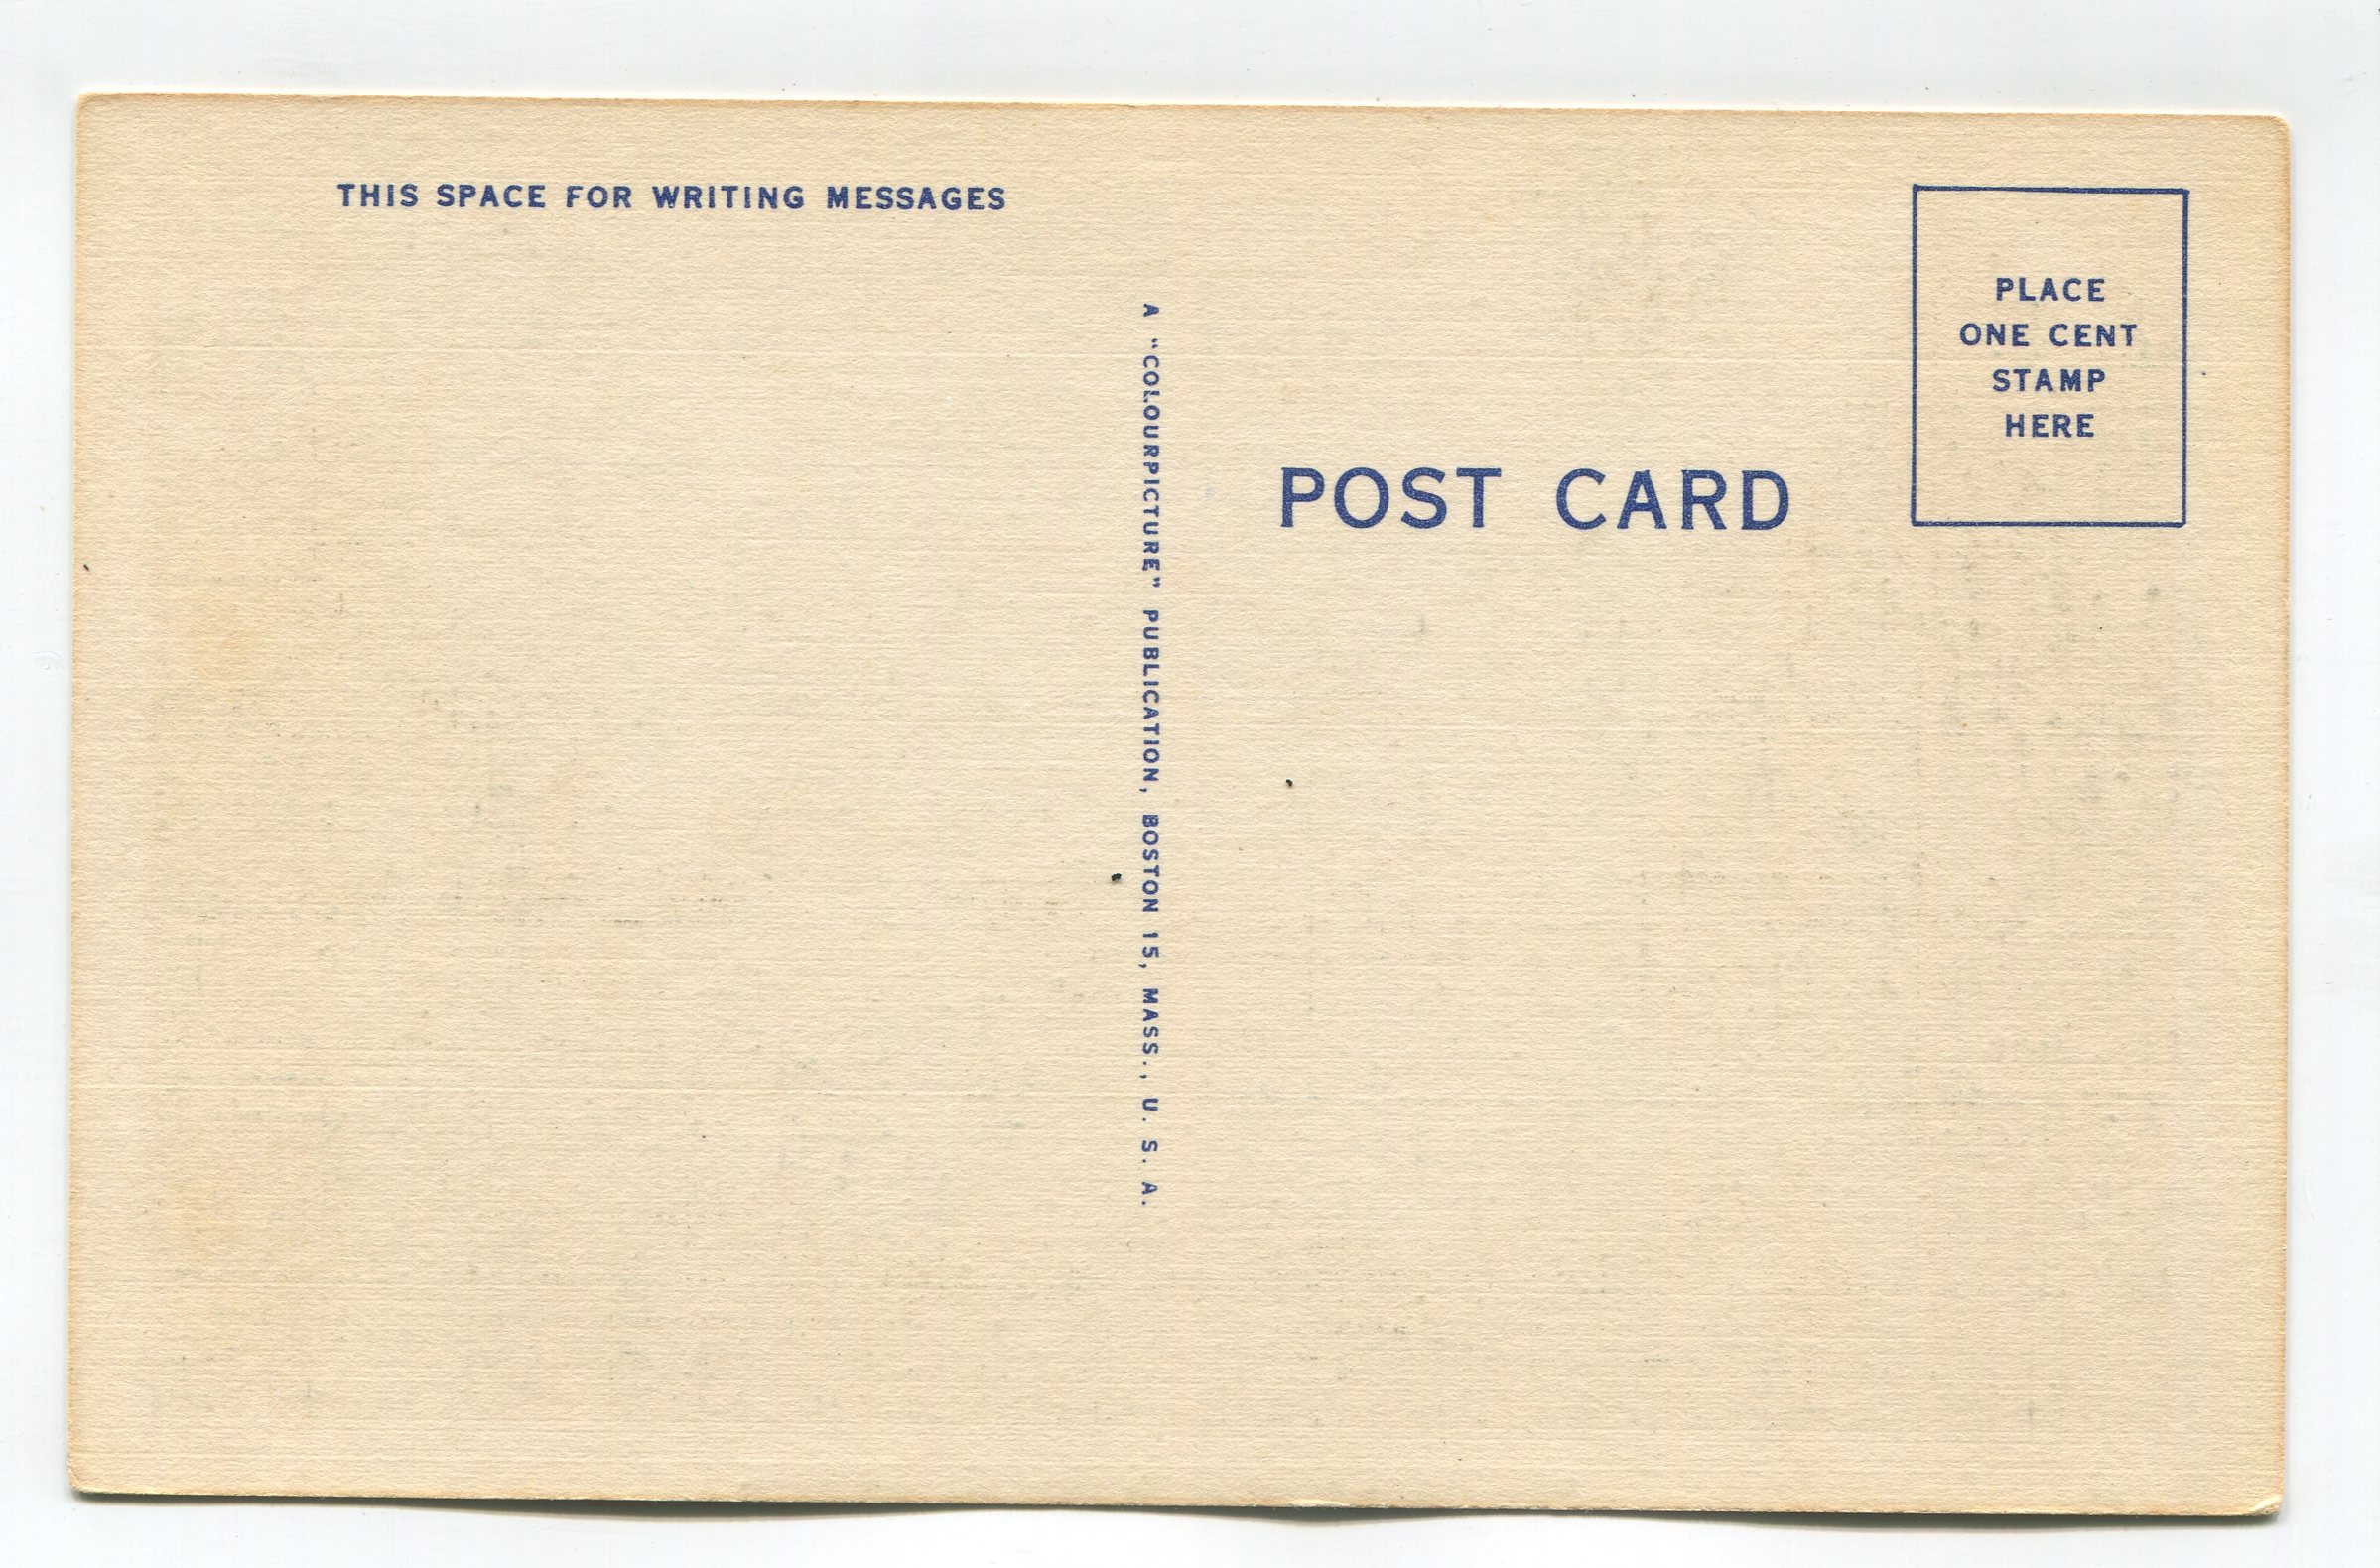 THIS SPACE FOR WRITING MESSAGES
A "COLOURPICTURE" PUBLICATION, BOSTON 15, MASS., U. S. A.
POST CARD
PLACE
ONE CENT
STAMP
HERE